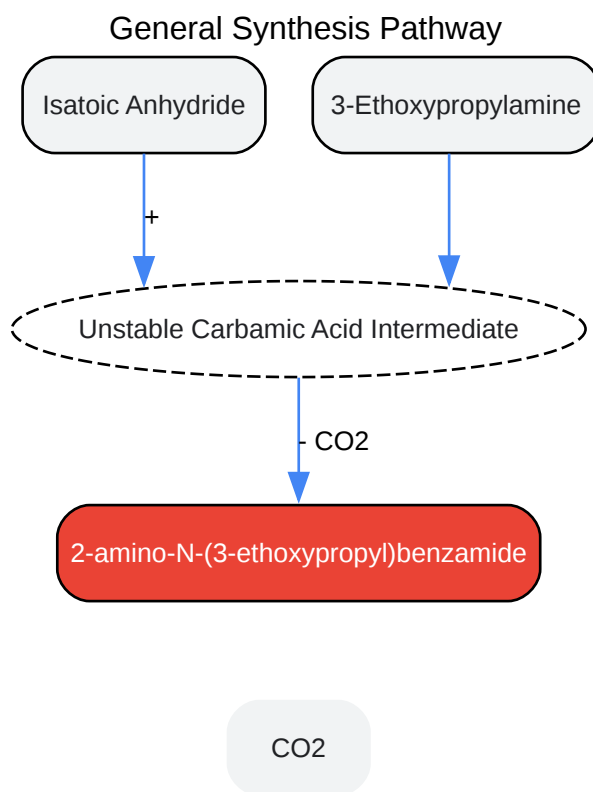 General Synthesis Pathway
Isatoic Anhydride
3-Ethoxypropylamine
+
Unstable Carbamic Acid Intermediate
- CO2
2-amino-N-(3-ethoxypropyl)benzamide
CO2